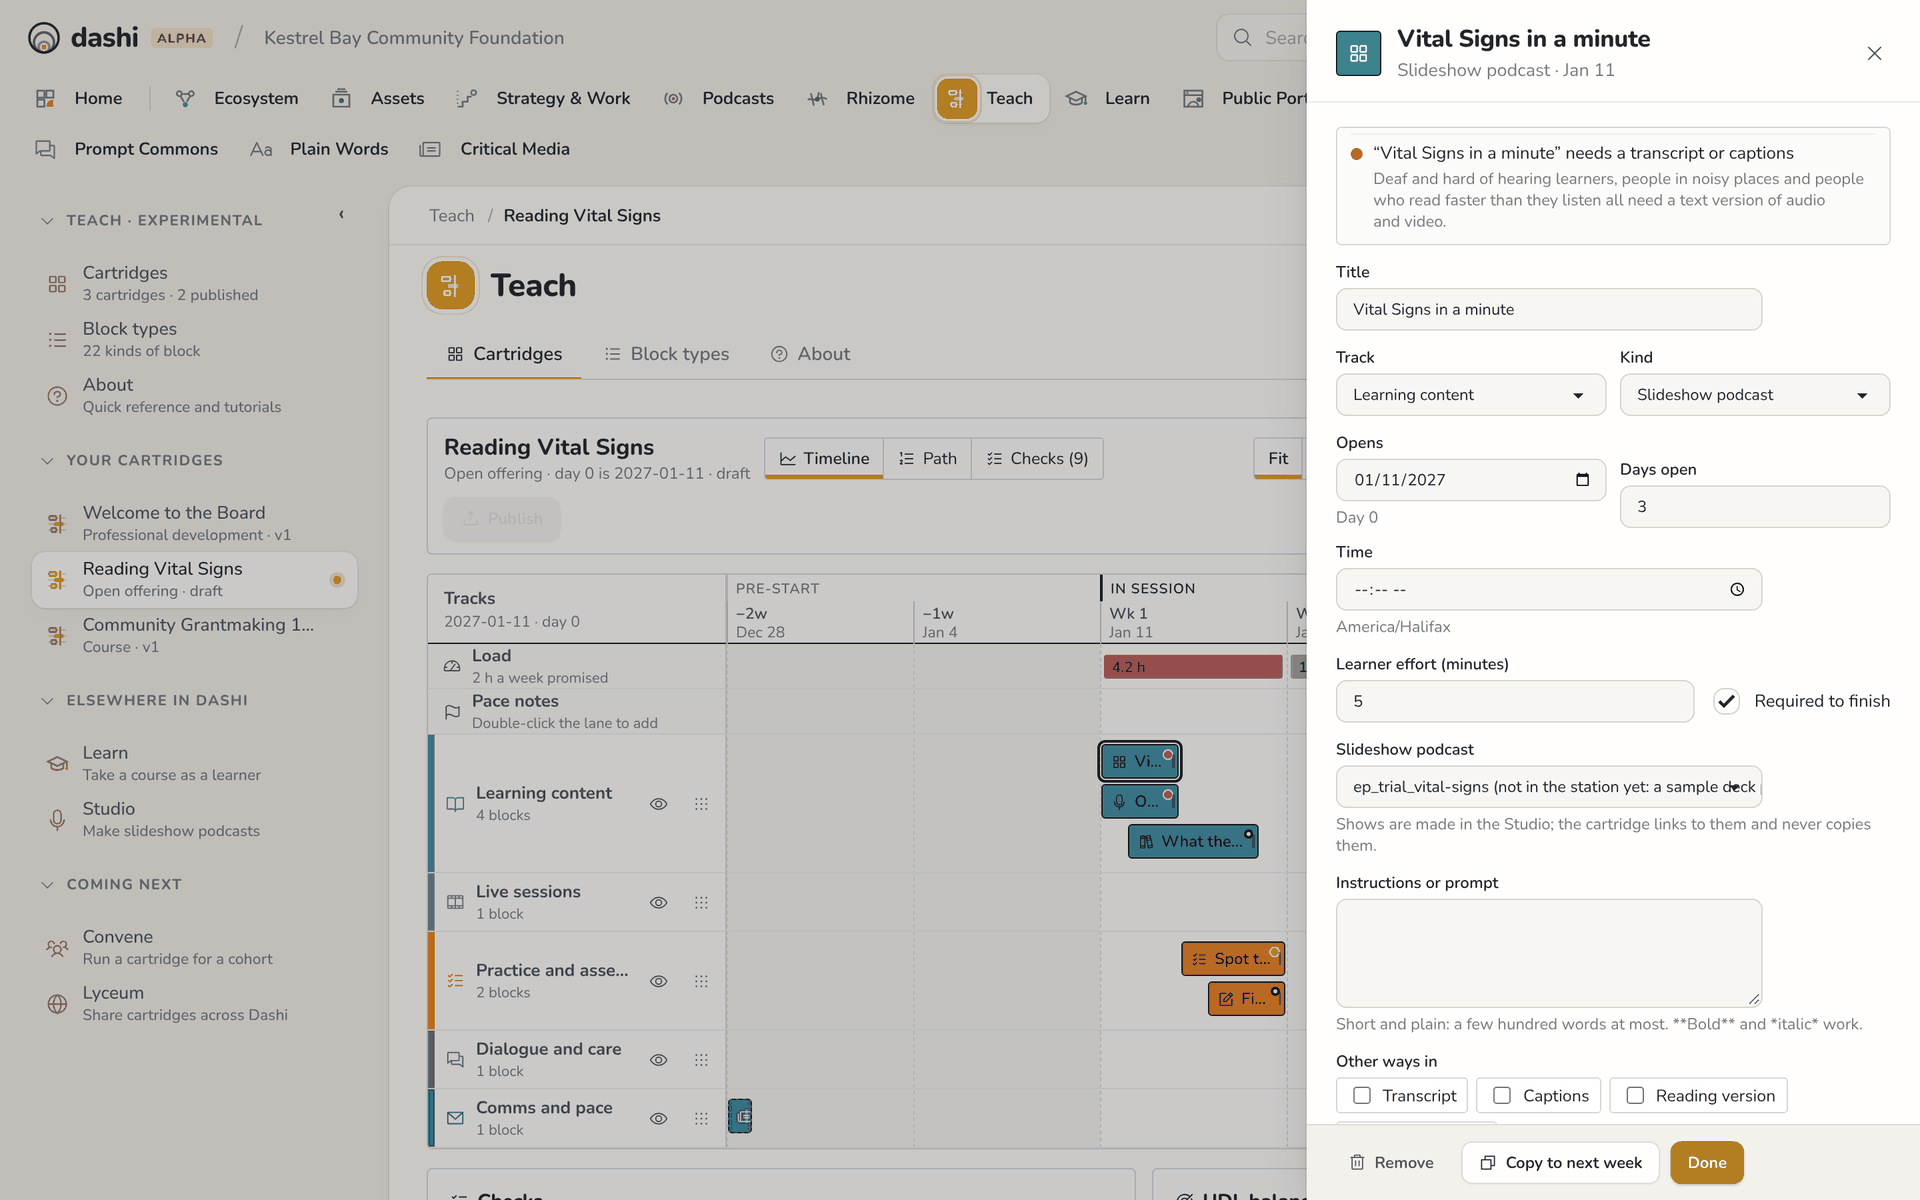 dashi ALPHA / Kestrel Bay Community Foundation
Home
Ecosystem
Assets
Strategy & Work
Podcasts
Rhizome
Teach
Learn
Prompt Commons
Aa Plain Words
Critical Media
TEACH · EXPERIMENTAL
Cartridges
3 cartridges · 2 published
Block types
22 kinds of block
About
Quick reference and tutorials
YOUR CARTRIDGES
Welcome to the Board
Professional development · v1
Reading Vital Signs
Open offering · draft
Community Grantmaking 1...
Course · v1
ELSEWHERE IN DASHI
Learn
Take a course as a learner
Studio
Make slideshow podcasts
COMING NEXT
Convene
Run a cartridge for a cohort
Lyceum
Share cartridges across Dashi
Teach / Reading Vital Signs
Teach
Cartridges
Block types
About
Reading Vital Signs
Open offering · day 0 is 2027-01-11 · draft
Timeline
Path
Checks (9)
Fit
Publish
Tracks
2027-01-11 · day 0
PRE-START
IN SESSION
−2w
Dec 28
−1w
Jan 4
Wk 1
Jan 11
Load
2 h a week promised
4.2 h
Pace notes
Double-click the lane to add
Learning content
4 blocks
Vi...
O...
What the...
Live sessions
1 block
Practice and asse...
2 blocks
Spot t...
Fi...
Dialogue and care
1 block
Comms and pace
1 block
Vital Signs in a minute
Slideshow podcast · Jan 11
“Vital Signs in a minute” needs a transcript or captions
Deaf and hard of hearing learners, people in noisy places and people
who read faster than they listen all need a text version of audio
and video.
Title
Vital Signs in a minute
Track
Learning content
Kind
Slideshow podcast
Opens
01/11/2027
Day 0
Days open
3
Time
--:-- --
America/Halifax
Learner effort (minutes)
5
Required to finish
Slideshow podcast
ep_trial_vital-signs (not in the station yet: a sample deck
Shows are made in the Studio; the cartridge links to them and never copies
them.
Instructions or prompt
Short and plain: a few hundred words at most. **Bold** and *italic* work.
Other ways in
Transcript
Captions
Reading version
Remove
Copy to next week
Done